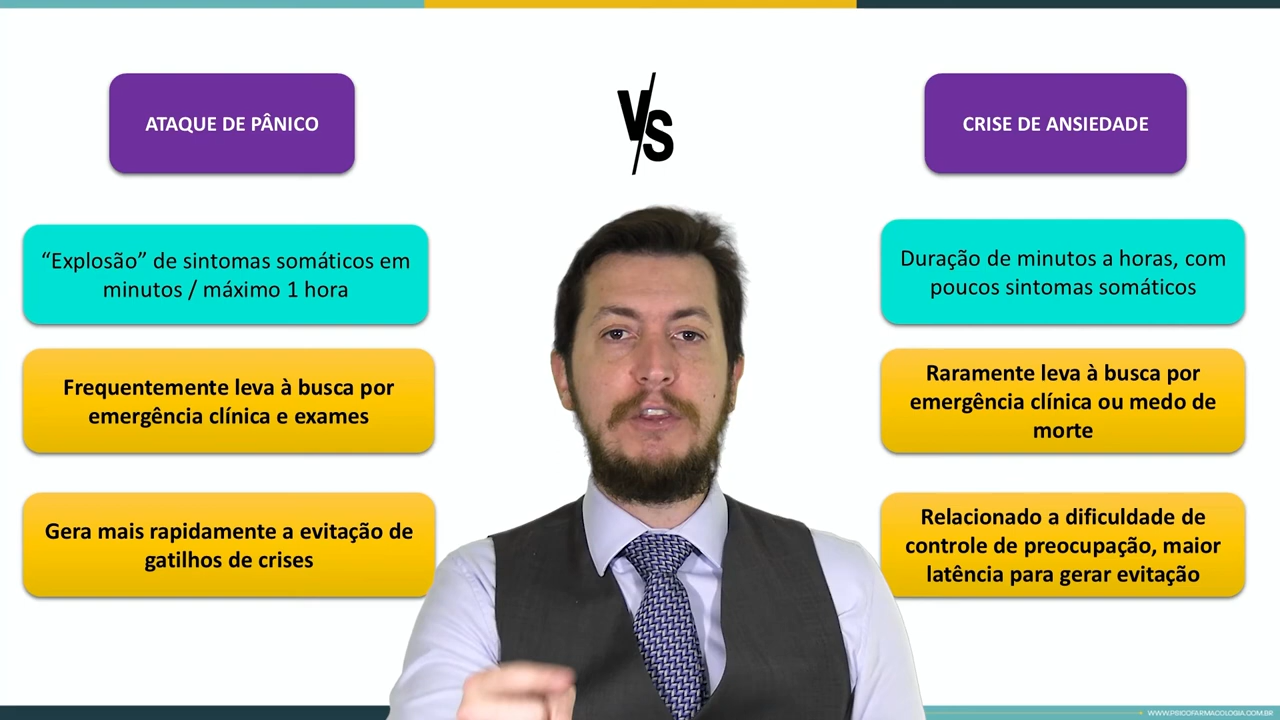 ATAQUE DE PÂNICO
VS
CRISE DE ANSIEDADE
“Explosão” de sintomas somáticos em
minutos / máximo 1 hora
Duração de minutos a horas, com
poucos sintomas somáticos
Frequentemente leva à busca por
emergência clínica e exames
Raramente leva à busca por
emergência clínica ou medo de
morte
Gera mais rapidamente a evitação de
gatilhos de crises
Relacionado a dificuldade de
controle de preocupação, maior
latência para gerar evitação
WWW.PSICOFARMACOLOGIA.COM.BR